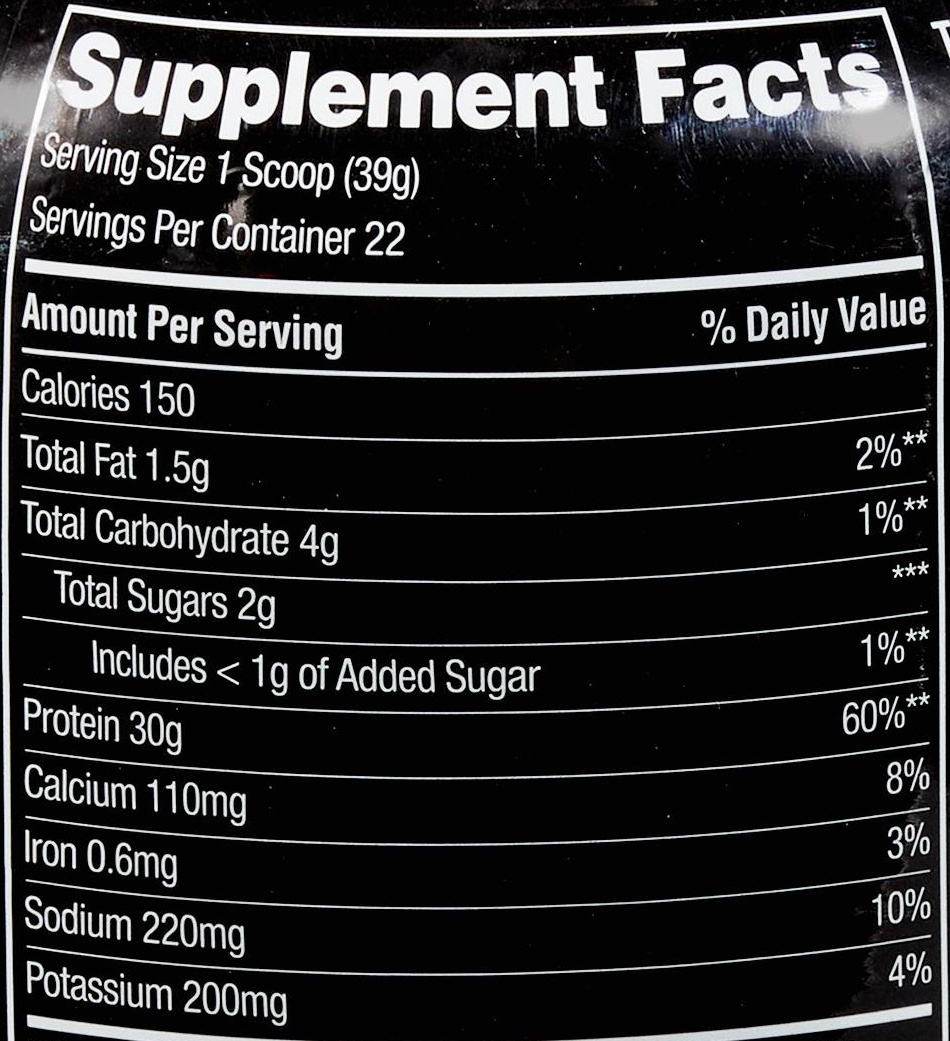 Supplement Facts
Serving Size 1 Scoop (39g)
Servings Per Container 22
Amount Per Serving % Daily Value
Calories 150
Total Fat 1.5g 2%**
Total Carbohydrate 4g 1%**
Total Sugars 2g ***
Includes < 1g of Added Sugar 1%**
Protein 30g 60%**
Calcium 110mg 8%
Iron 0.6mg 3%
Sodium 220mg 10%
Potassium 200mg 4%